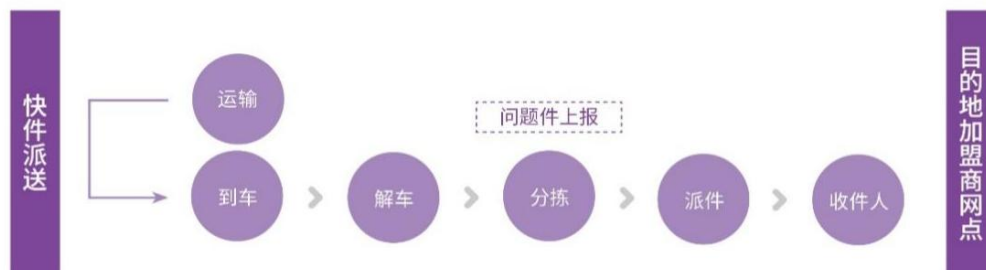 快件派送
运输
问题件上报
到车
解车
分拣
派件
收件人
目的地加盟商网点